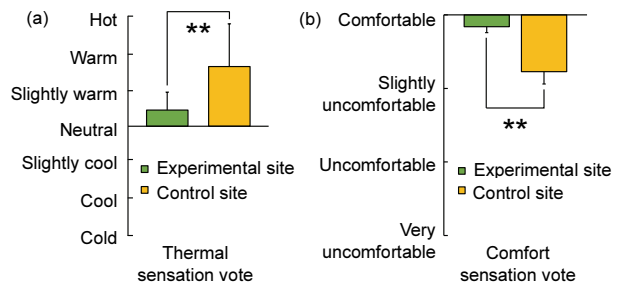 (a)
Hot
Warm
Slightly warm
Neutral
Slightly cool
Cool
Cold
**
Experimental site
Control site
Thermal
sensation vote
(b)
Comfortable
Slightly
uncomfortable
Uncomfortable
Very
uncomfortable
**
Experimental site
Control site
Comfort
sensation vote